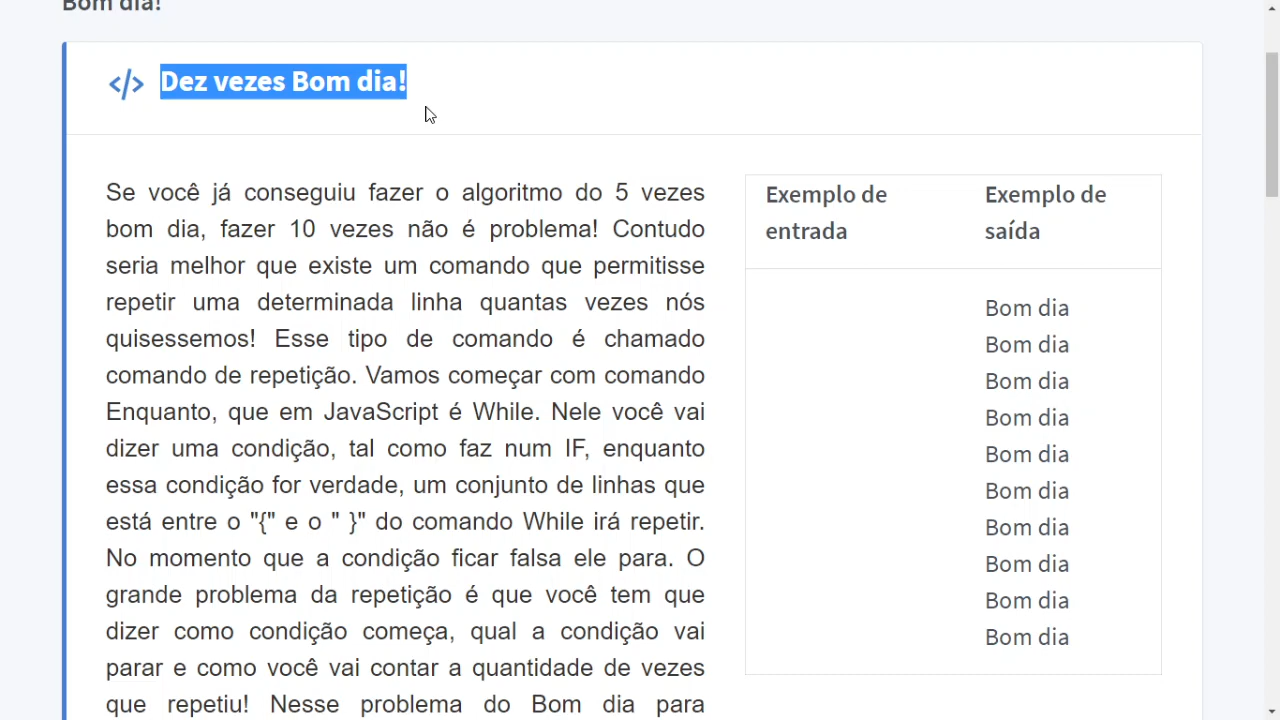 Bom dia!
</> Dez vezes Bom dia!
Se você já conseguiu fazer o algoritmo do 5 vezes
bom dia, fazer 10 vezes não é problema! Contudo
seria melhor que existe um comando que permitisse
repetir uma determinada linha quantas vezes nós
quisessemos! Esse tipo de comando é chamado
comando de repetição. Vamos começar com comando
Enquanto, que em JavaScript é While. Nele você vai
dizer uma condição, tal como faz num IF, enquanto
essa condição for verdade, um conjunto de linhas que
está entre o "{" e o " }" do comando While irá repetir.
No momento que a condição ficar falsa ele para. O
grande problema da repetição é que você tem que
dizer como condição começa, qual a condição vai
parar e como você vai contar a quantidade de vezes
que repetiu! Nesse problema do Bom dia para
Exemplo de
entrada
Exemplo de
saída
Bom dia
Bom dia
Bom dia
Bom dia
Bom dia
Bom dia
Bom dia
Bom dia
Bom dia
Bom dia